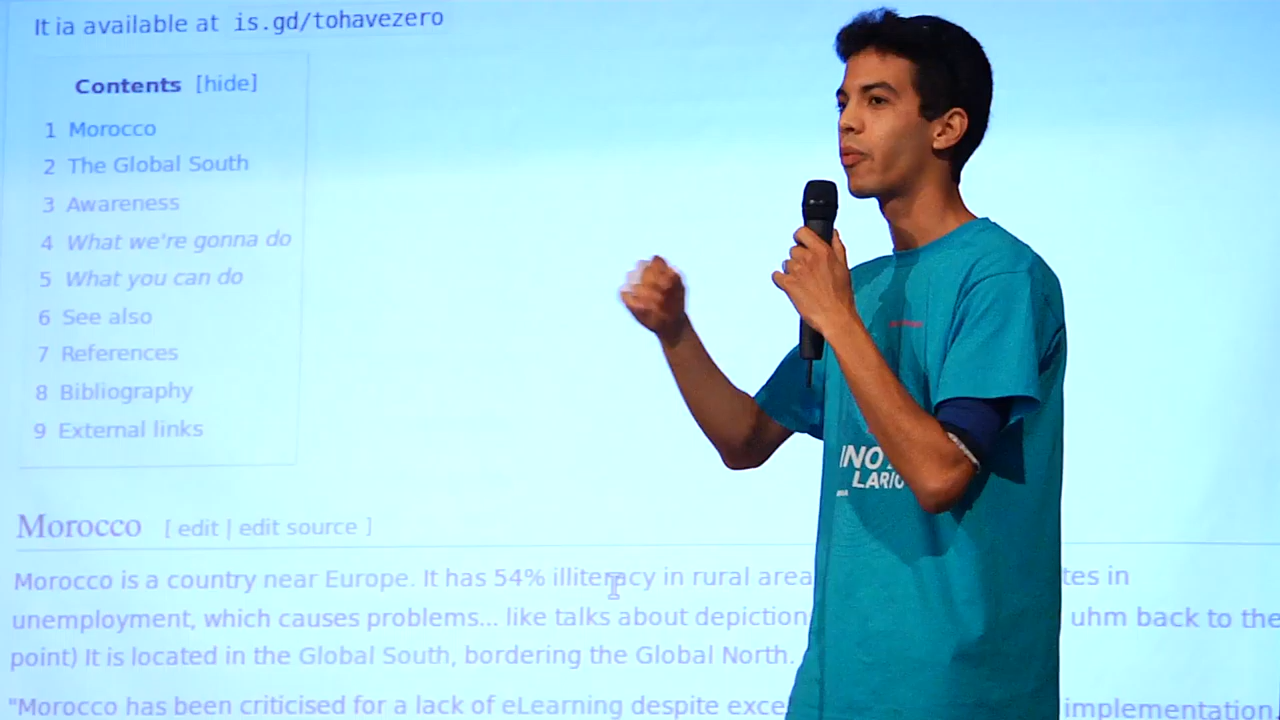 It ia available at is.gd/tohavezero
Contents [hide]
1 Morocco
2 The Global South
3 Awareness
4 What we're gonna do
5 What you can do
6 See also
7 References
8 Bibliography
9 External links
Morocco [ edit | edit source ]
Morocco is a country near Europe. It has 54% illiteracy in rural area tes in
unemployment, which causes problems... like talks about depiction uhm back to the
point) It is located in the Global South, bordering the Global North.
"Morocco has been criticised for a lack of eLearning despite exce implementation
INO
LARIO